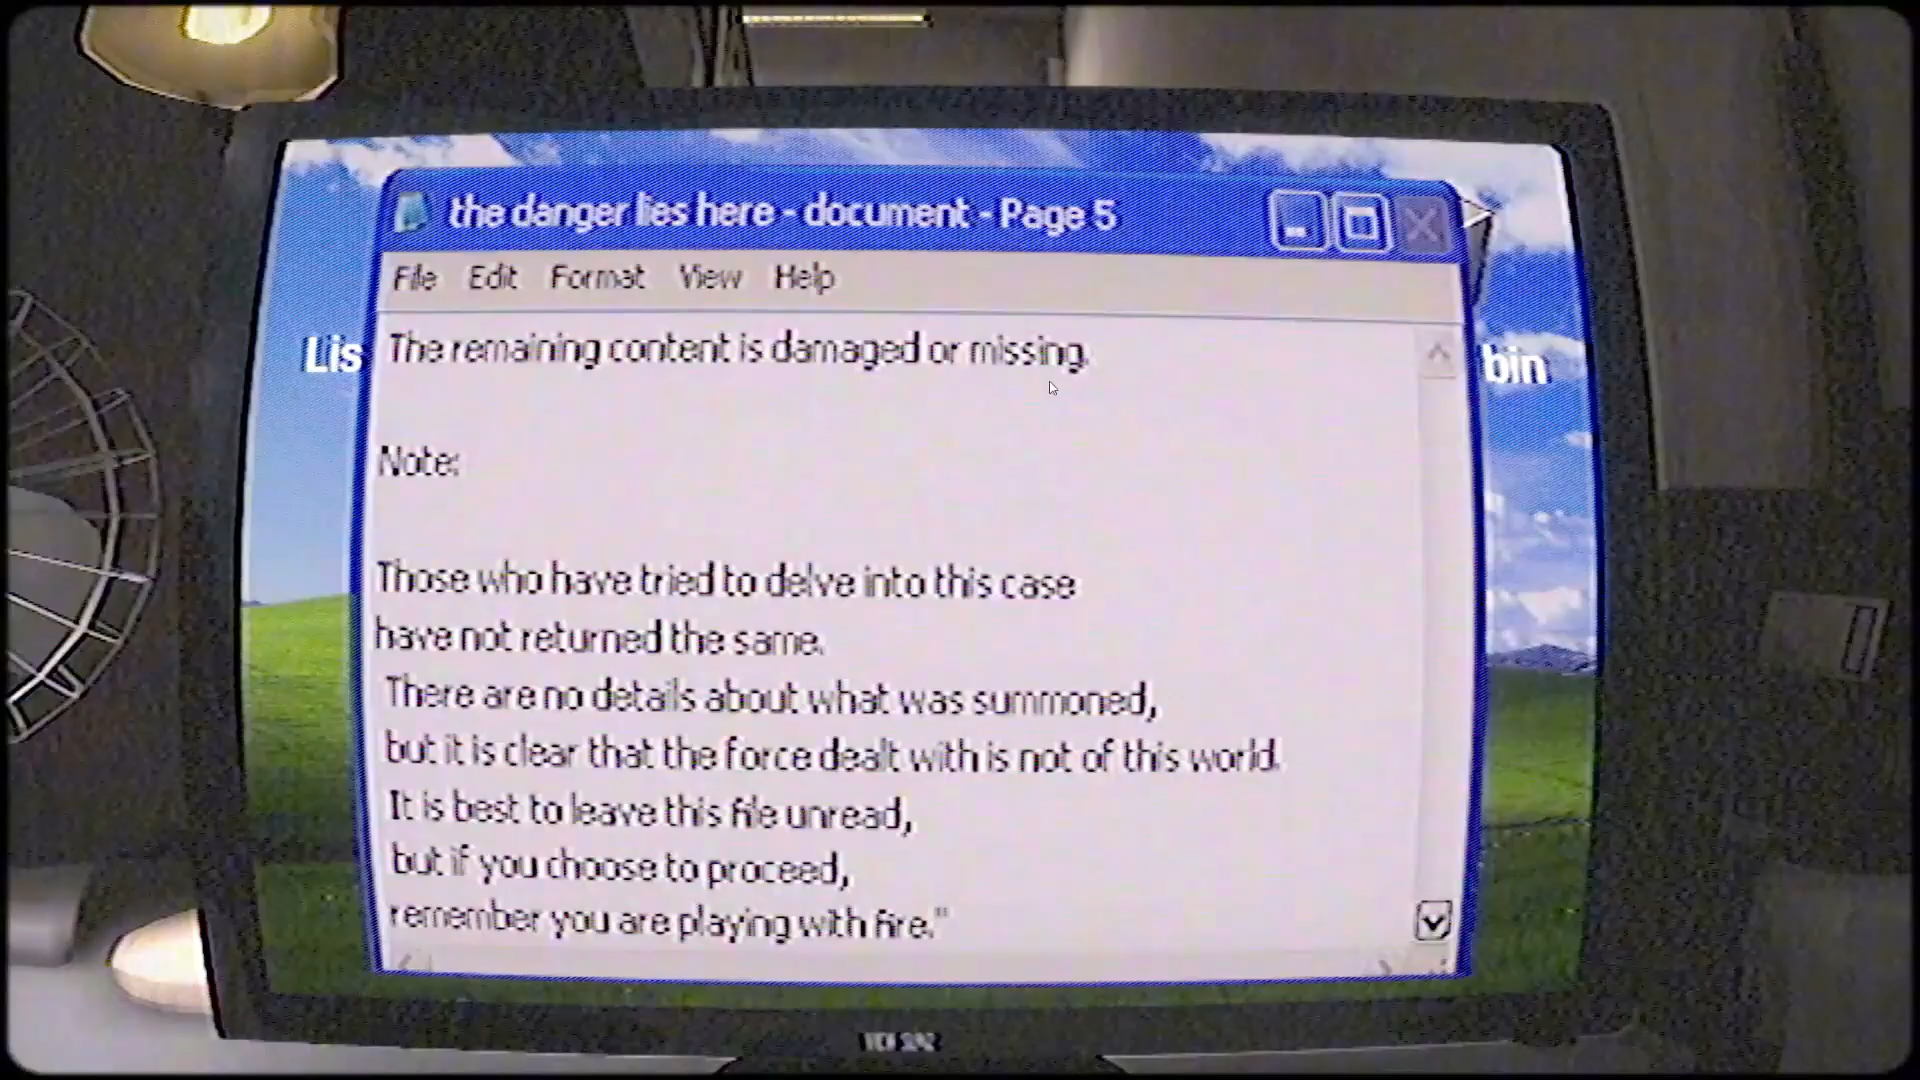 the danger lies here - document - Page 5
File Edit Format View Help
Lis
bin
The remaining content is damaged or missing.
Note:
Those who have tried to delve into this case
have not returned the same.
There are no details about what was summoned,
but it is clear that the force dealt with is not of this world.
It is best to leave this file unread,
but if you choose to proceed,
remember you are playing with fire."